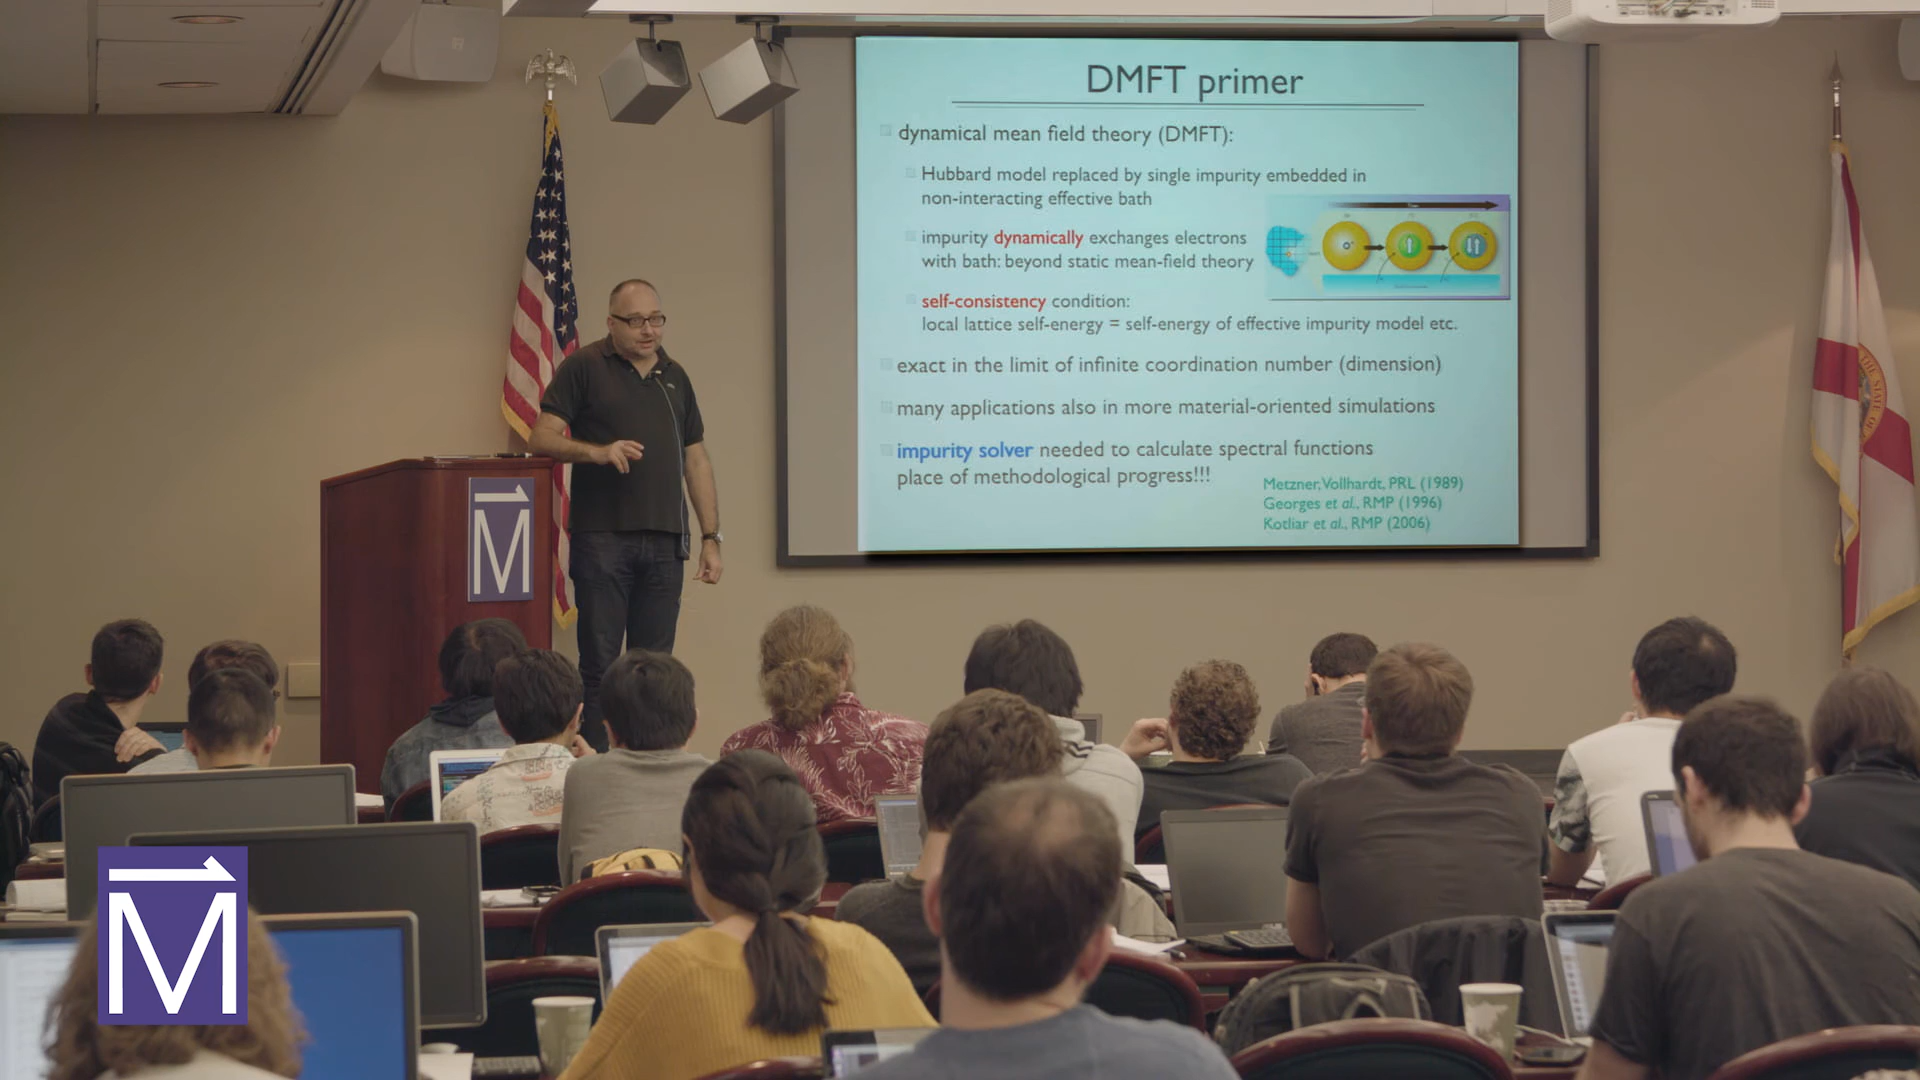 DMFT primer
dynamical mean field theory (DMFT):
Hubbard model replaced by single impurity embedded in
non-interacting effective bath
impurity dynamically exchanges electrons
with bath: beyond static mean-field theory
self-consistency condition:
local lattice self-energy = self-energy of effective impurity model etc.
exact in the limit of infinite coordination number (dimension)
many applications also in more material-oriented simulations
impurity solver needed to calculate spectral functions
place of methodological progress!!!
Metzner, Vollhardt, PRL (1989)
Georges et al., RMP (1996)
Kotliar et al., RMP (2006)
M
M